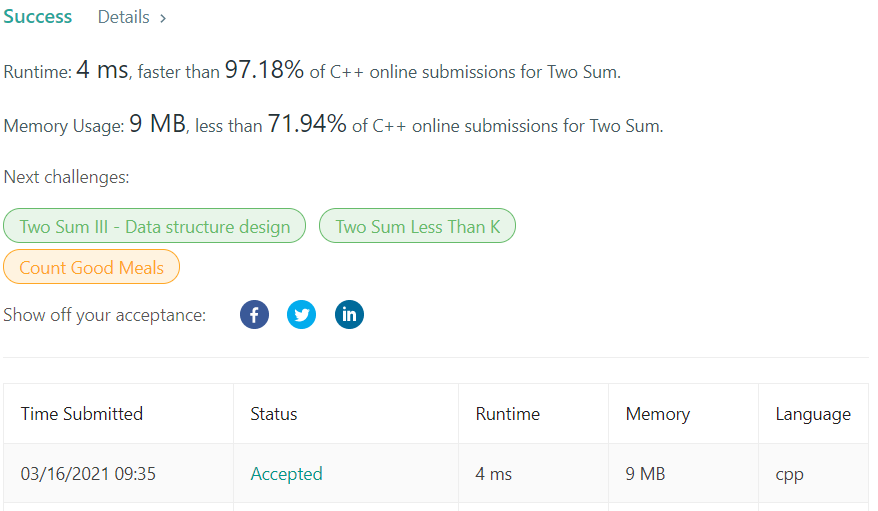 Success Details >
Runtime: 4 ms, faster than 97.18% of C++ online submissions for Two Sum.
Memory Usage: 9 MB, less than 71.94% of C++ online submissions for Two Sum.
Next challenges:
Two Sum III - Data structure design Two Sum Less Than K
Count Good Meals
Show off your acceptance: f in
Time Submitted Status Runtime Memory Language
03/16/2021 09:35 Accepted 4 ms 9 MB cpp